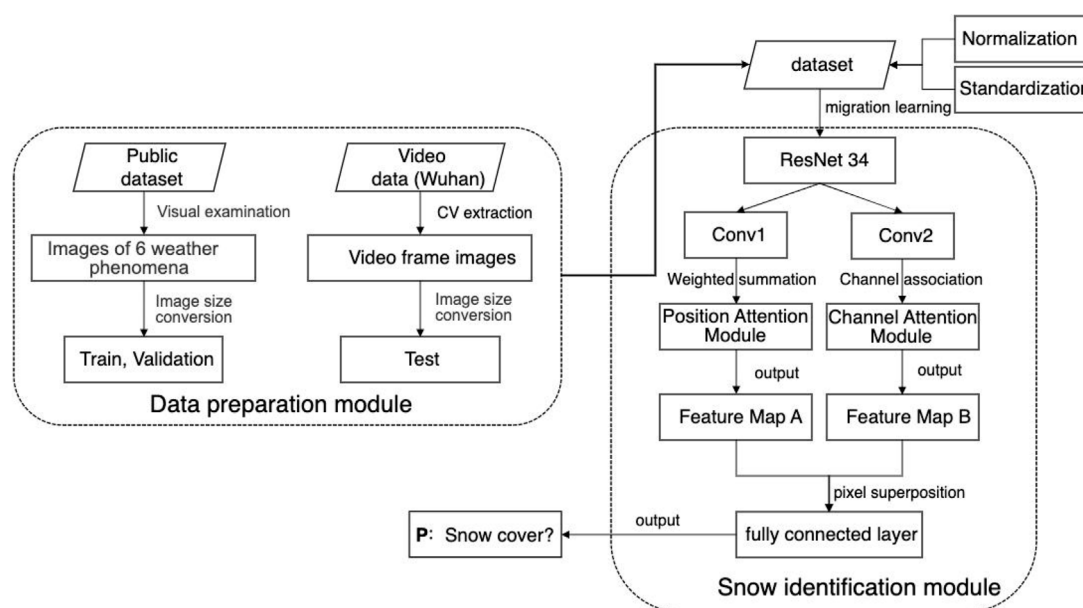 Normalization
dataset
Standardization
migration learning
Public
dataset
Video
data (Wuhan)
ResNet 34
Visual examination
CV extraction
Conv1
Conv2
Images of 6 weather
phenomena
Video frame images
Weighted summation
Channel association
Image size
conversion
Image size
conversion
Position Attention
Module
Channel Attention
Module
Train, Validation
Test
output
output
Data preparation module
Feature Map A
Feature Map B
pixel superposition
P: Snow cover?
output
fully connected layer
Snow identification module